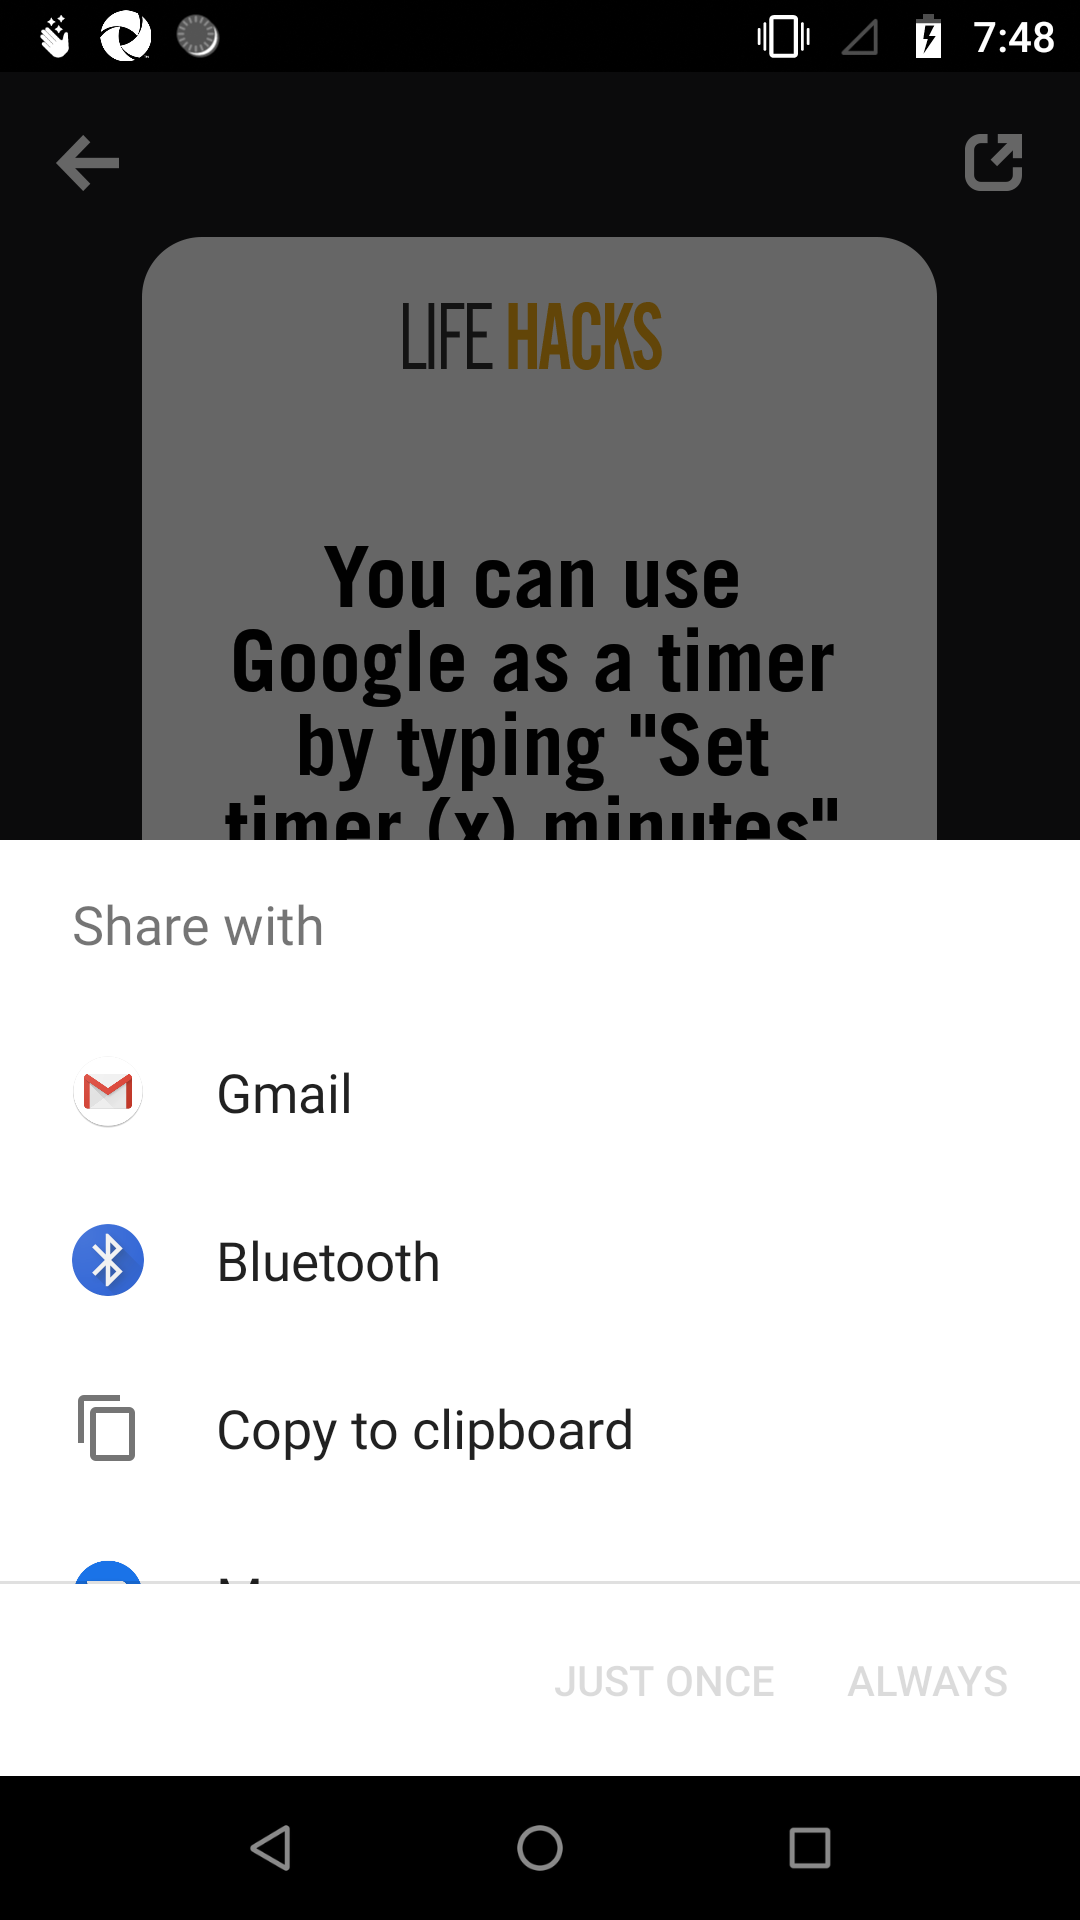 7:48
LIFE HACKS
You can use
Google as a timer
by typing "Set
timer (x) minutes"
Share with
Gmail
Bluetooth
Copy to clipboard
JUST ONCE ALWAYS